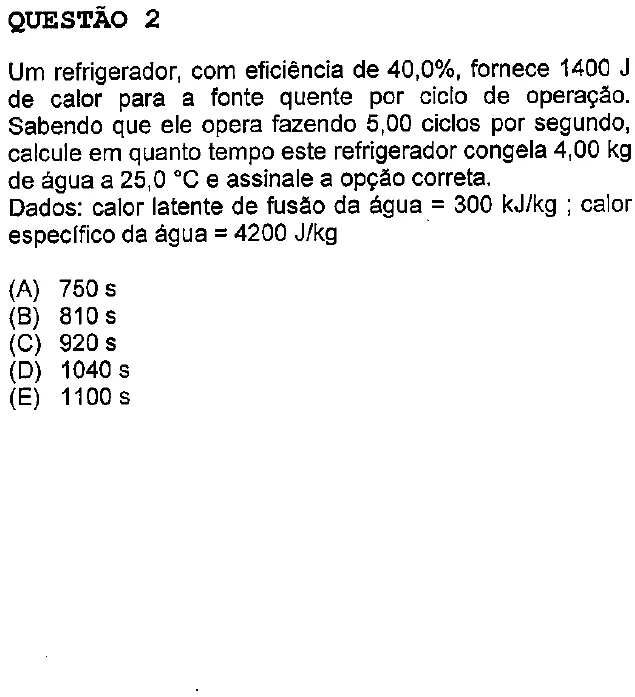 QUESTÃO 2
Um refrigerador, com eficiência de 40,0%, fornece 1400 J
de calor para a fonte quente por ciclo de operação.
Sabendo que ele opera fazendo 5,00 ciclos por segundo,
calcule em quanto tempo este refrigerador congela 4,00 kg
de água a 25,0 °C e assinale a opção correta.
Dados: calor latente de fusão da água = 300 kJ/kg ; calor
específico da água = 4200 J/kg
(A) 750 s
(B) 810 s
(C) 920 s
(D) 1040 s
(E) 1100 s